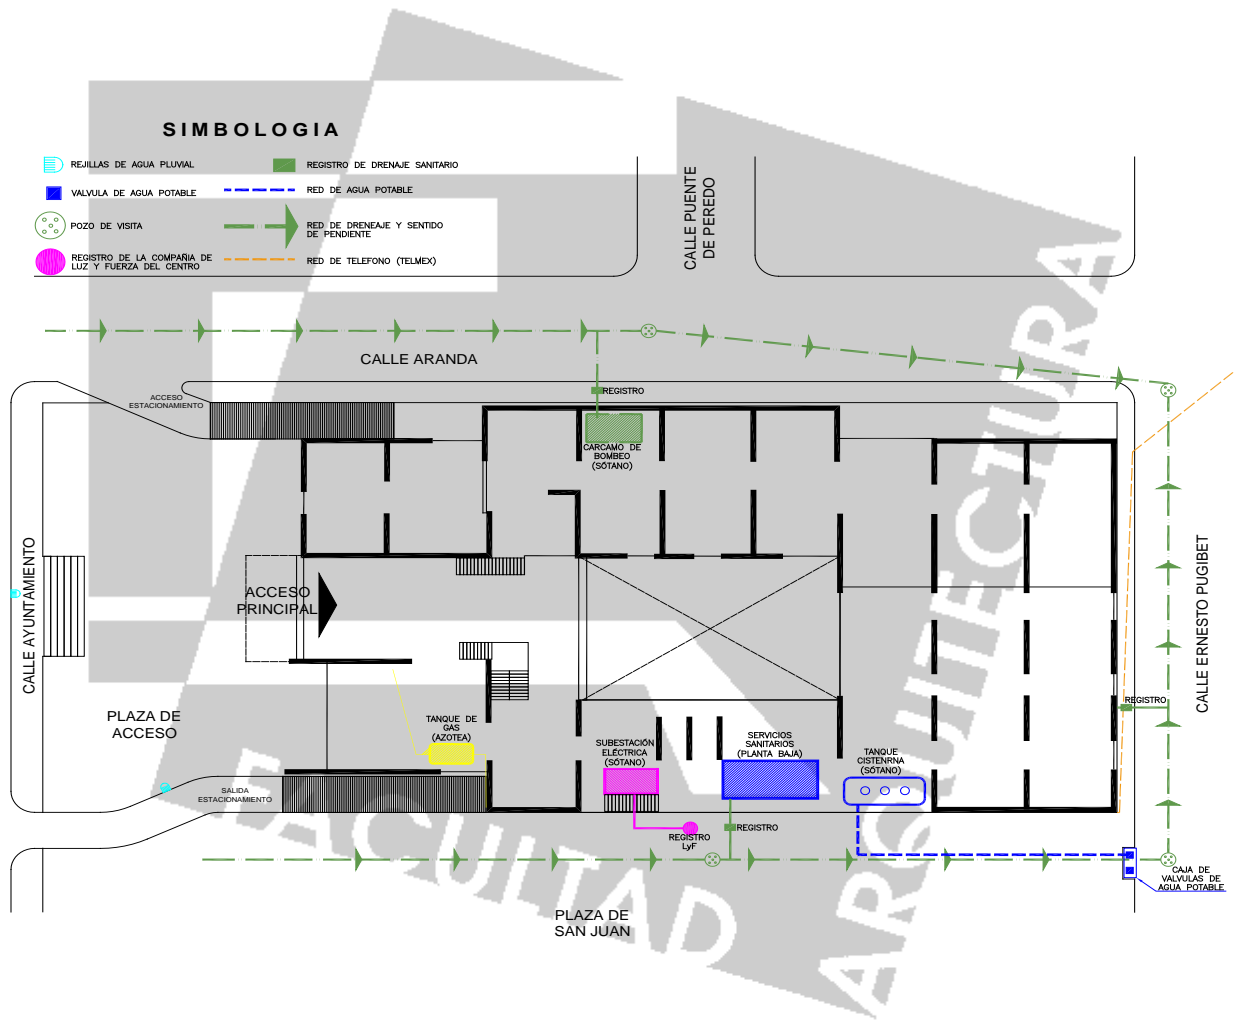 SIMBOLOGIA
REJILLAS DE AGUA PLUVIAL
REGISTRO DE DRENAJE SANITARIO
VALVULA DE AGUA POTABLE
RED DE AGUA POTABLE
POZO DE VISITA
RED DE DRENEAJE Y SENTIDO
DE PENDIENTE
REGISTRO DE LA COMPAÑIA DE
LUZ Y FUERZA DEL CENTRO
RED DE TELEFONO (TELMEX)
CALLE PUENTE
DE PEREDO
CALLE ARANDA
ACCESO
ESTACIONAMIENTO
REGISTRO
CARCAMO DE
BOMBEO
(SÓTANO)
CALLE AYUNTAMIENTO
ACCESO
PRINCIPAL
CALLE ERNESTO PUGIBET
REGISTRO
PLAZA DE
ACCESO
TANQUE DE
GAS
(AZOTEA)
SUBESTACIÓN
ELÉCTRICA
(SÓTANO)
SERVICIOS
SANITARIOS
(PLANTA BAJA)
TANQUE
CISTENRNA
(SÓTANO)
SALIDA
ESTACIONAMIENTO
REGISTRO
LyF
REGISTRO
CAJA DE
VALVULAS DE
AGUA POTABLE
PLAZA DE
SAN JUAN
FACULTAD
ARQUITECTURA